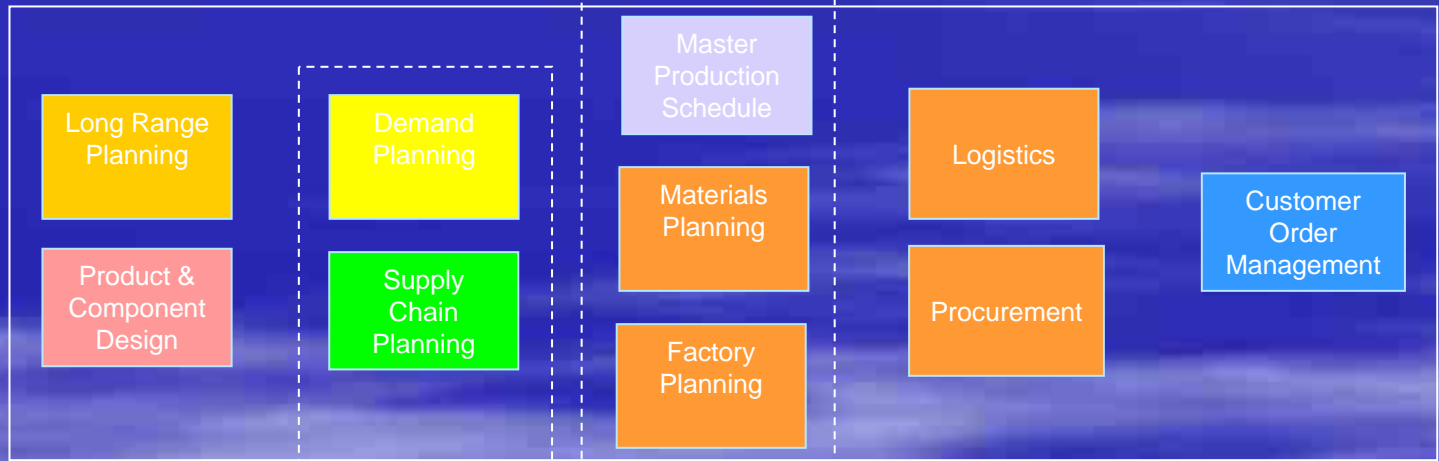 Long Range
Planning
Product &
Component
Design
Demand
Planning
Supply
Chain
Planning
Master
Production
Schedule
Materials
Planning
Factory
Planning
Logistics
Procurement
Customer
Order
Management